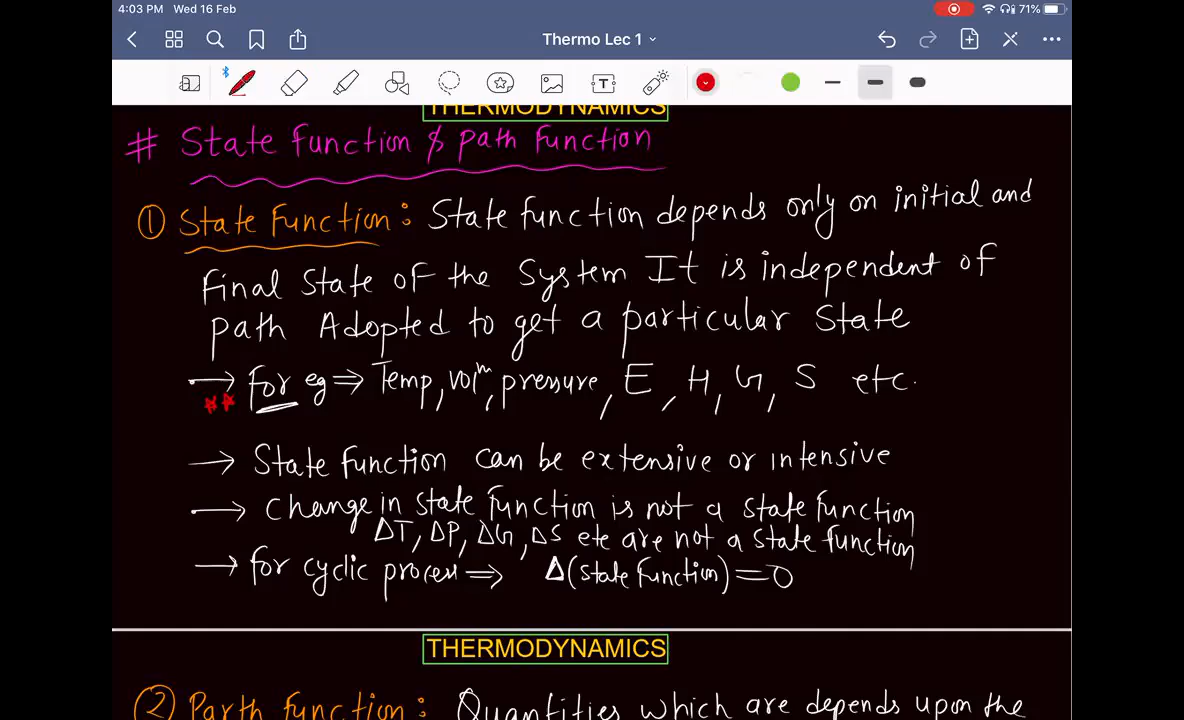 4:03 PM Wed 16 Feb
71%
Thermo Lec 1
T
THERMODYNAMICS
# State function & path function
① State Function: State function depends only on initial and
final state of the system It is independent of
path Adopted to get a particular state
→ for eg ⇒ Temp, volm, pressure, E, H, G, S etc.
→ State function can be extensive or intensive
→ Change in state function is not a state function
ΔT, ΔP, ΔG, ΔS etc are not a state function
→ for cyclic process ⇒ Δ(state function) = 0
THERMODYNAMICS
② Parth function: Quantities which are depends upon the